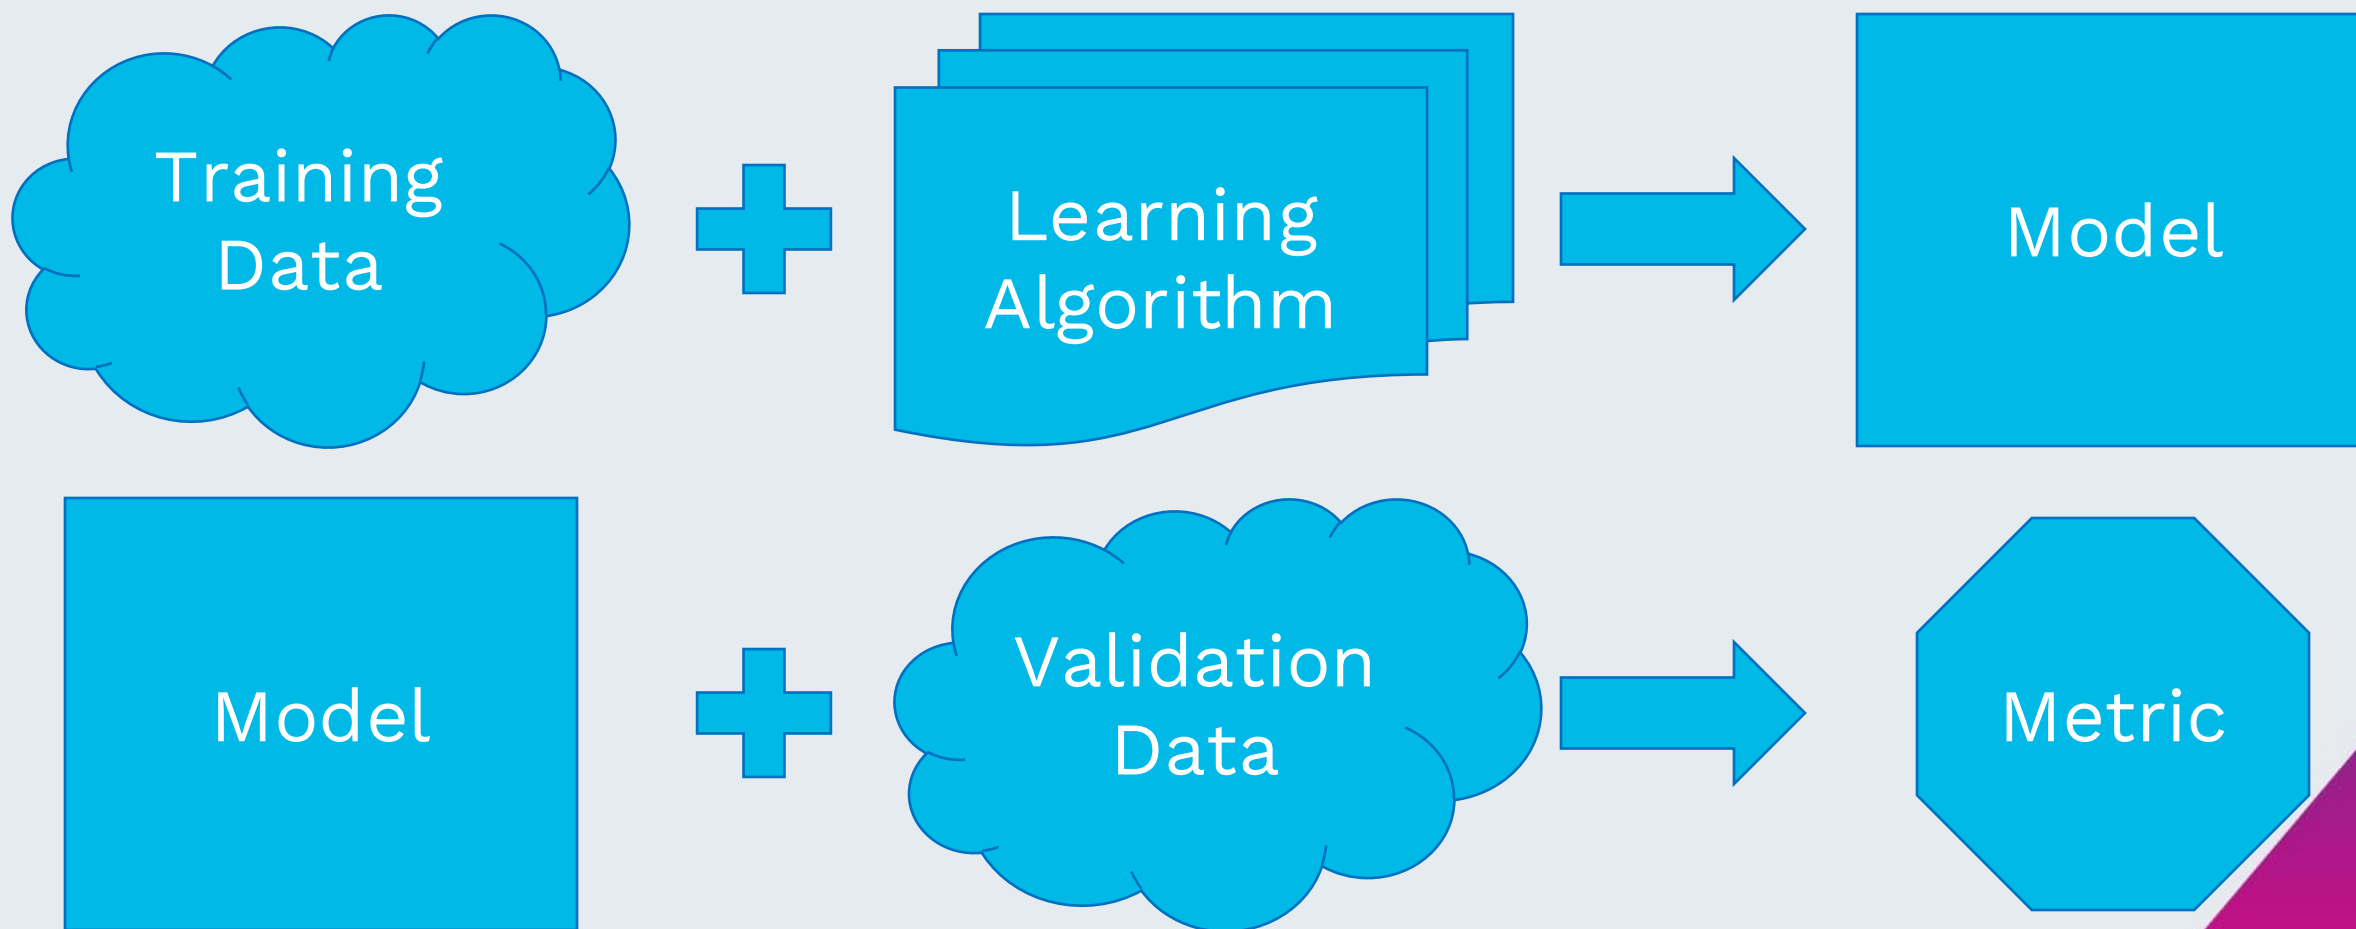 Training
Data
Learning
Algorithm
Model
Model
Validation
Data
Metric